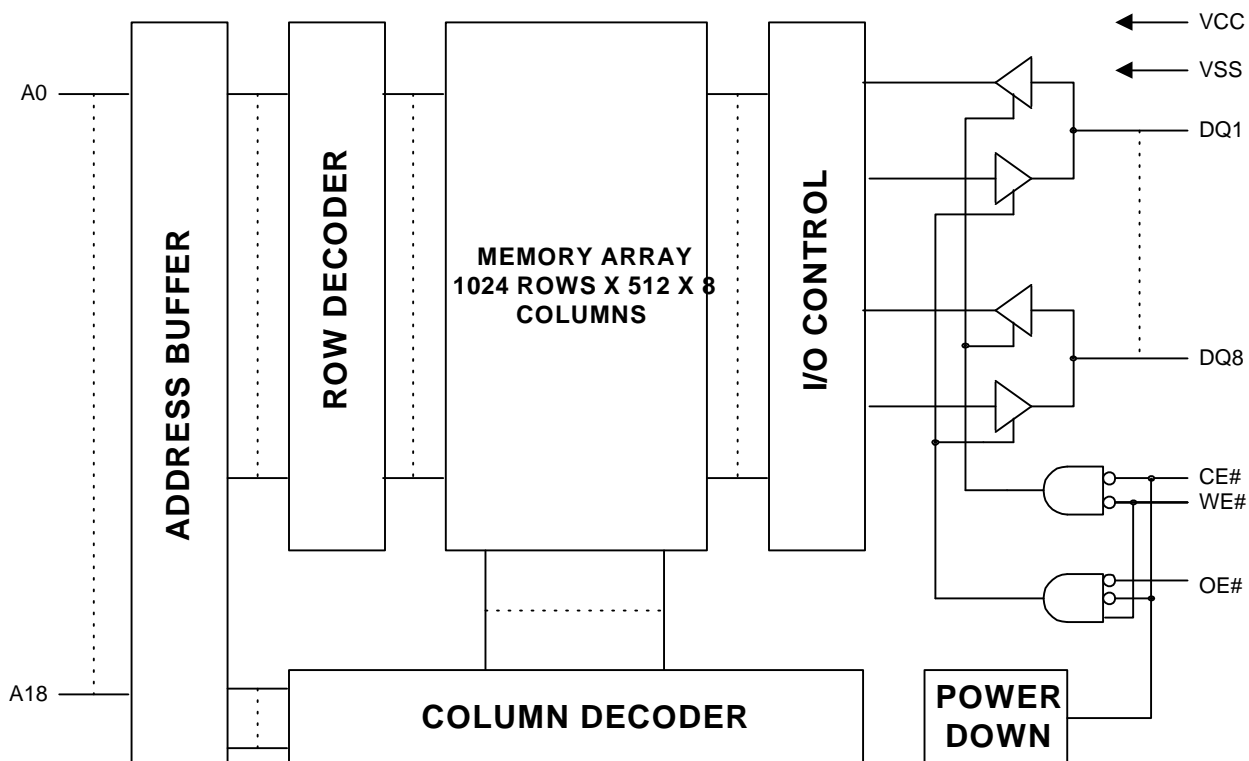 VCC
VSS
A0
DQ1
ADDRESS BUFFER
ROW DECODER
MEMORY ARRAY
1024 ROWS X 512 X 8
COLUMNS
I/O CONTROL
DQ8
CE#
WE#
OE#
A18
COLUMN DECODER
POWER
DOWN